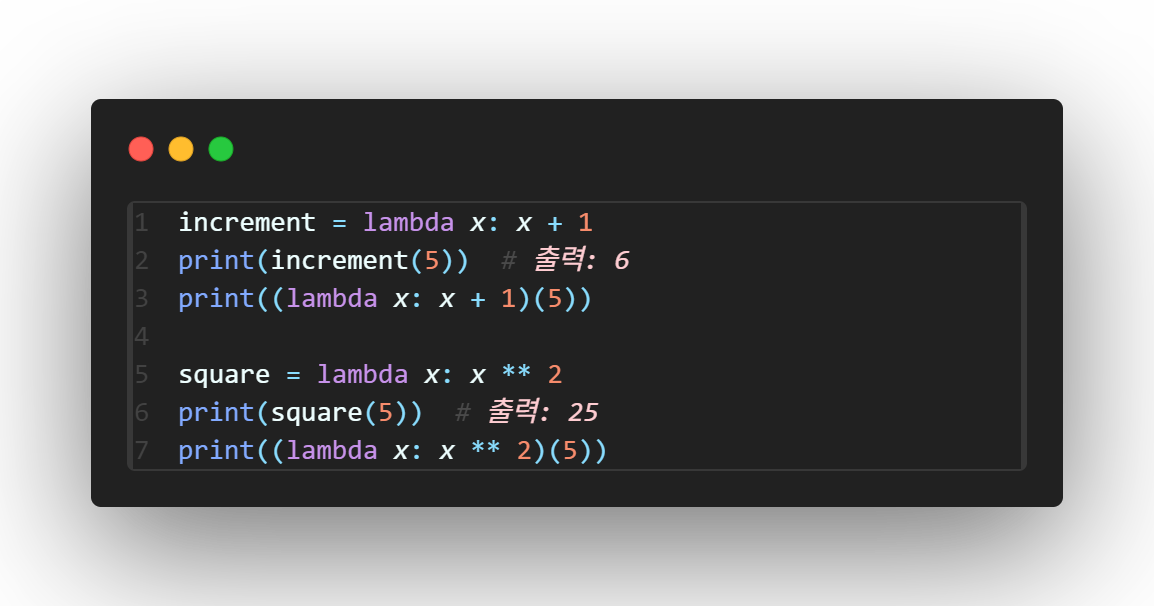 1 increment = lambda x: x + 1
2 print(increment(5))  # 출력: 6
3 print((lambda x: x + 1)(5))
4
5 square = lambda x: x ** 2
6 print(square(5))  # 출력: 25
7 print((lambda x: x ** 2)(5))